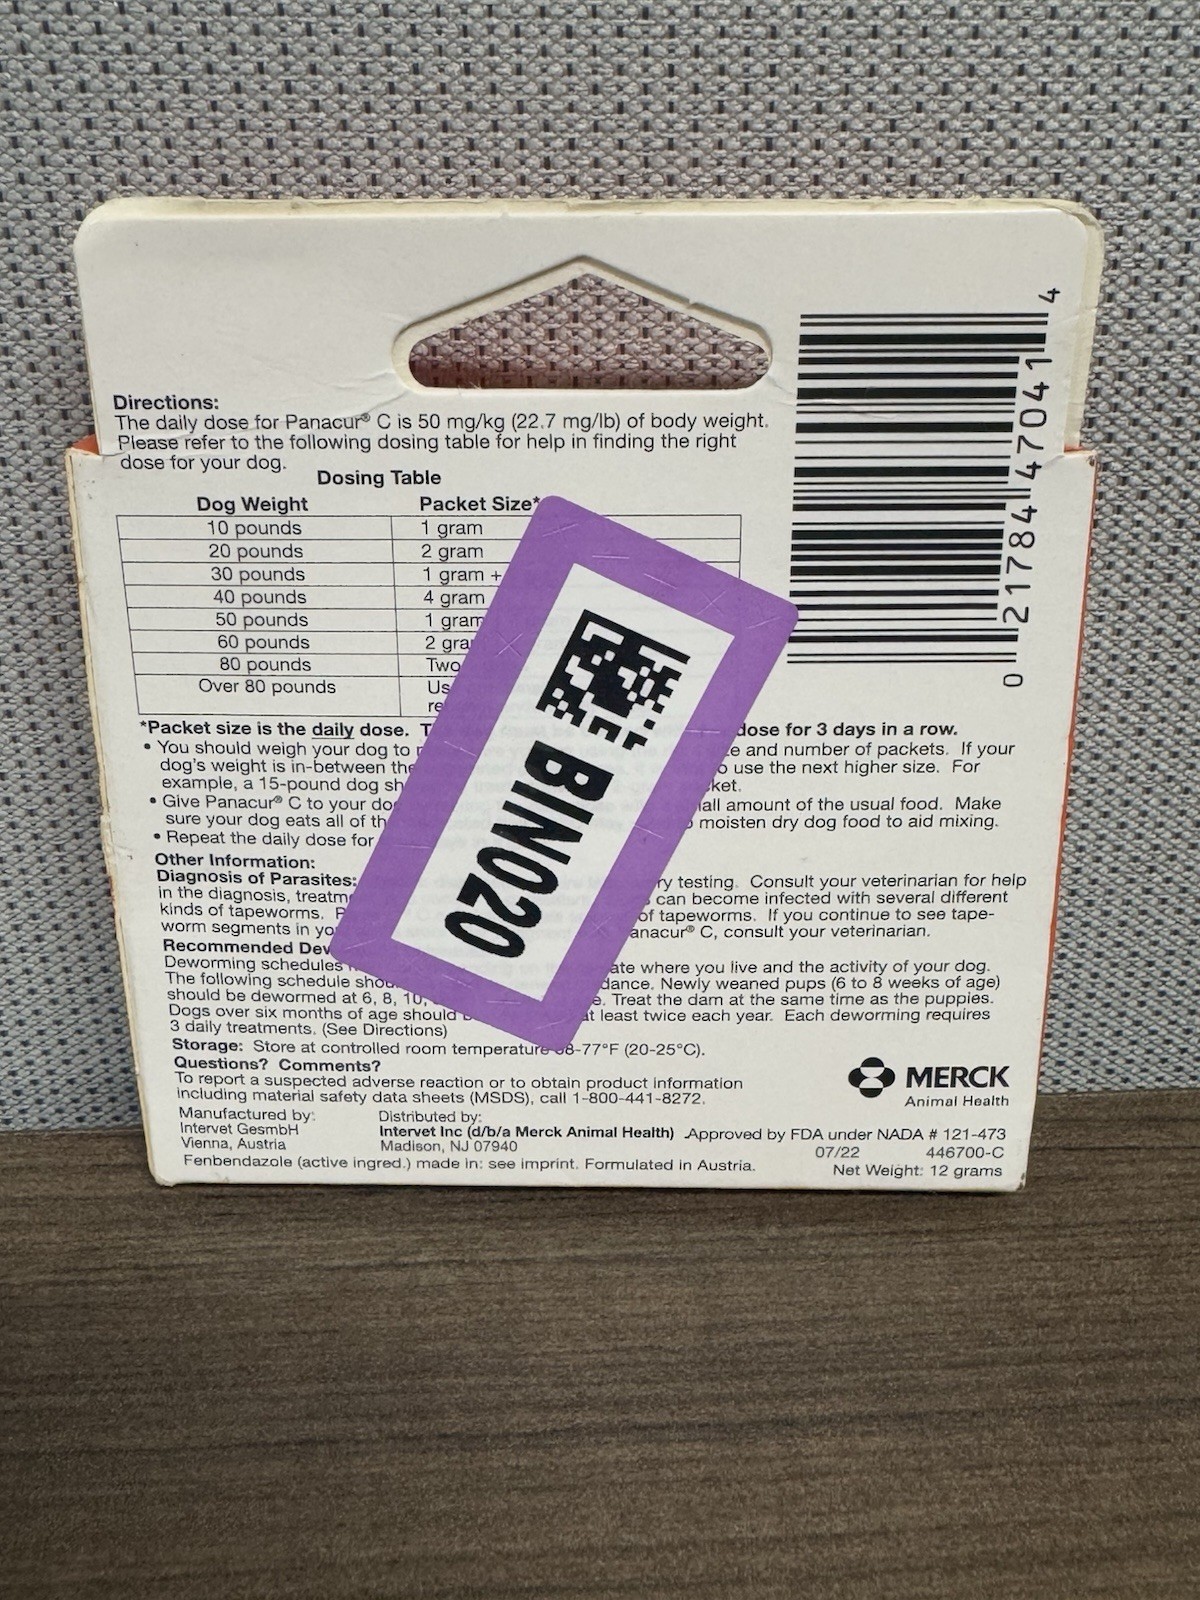 Directions:
The daily dose for Panacur® C is 50 mg/kg (22.7 mg/lb) of body weight.
Please refer to the following dosing table for help in finding the right
dose for your dog.
Dosing Table
Dog Weight Packet Size*
10 pounds 1 gram
20 pounds 2 gram
30 pounds 1 gram +
40 pounds 4 gram
50 pounds 1 gram
60 pounds 2
80 pounds Two
Over 80 pounds
*Packet size is the daily dose. dose for 3 days in a row.
• You should weigh your dog to and number of packets. If your
dog's weight is in-between the use the next higher size. For
example, a 15-pound dog
• Give Panacur® C to your amount of the usual food. Make
sure your dog eats all of moisten dry dog food to aid mixing.
• Repeat the daily dose for
Other Information:
Diagnosis of Parasites: testing. Consult your veterinarian for help
in the diagnosis, can become infected with several different
kinds of tapeworms. of tapeworms. If you continue to see tape-
worm segments in C, consult your veterinarian.
Recommended
Deworming schedules where you live and the activity of your dog.
The following schedule Newly weaned pups (6 to 8 weeks of age)
should be dewormed at 6, 8, 10, Treat the dam at the same time as the puppies.
Dogs over six months of age should at least twice each year. Each deworming requires
3 daily treatments. (See Directions)
Storage: Store at controlled room temperature 68-77°F (20-25°C).
Questions? Comments?
To report a suspected adverse reaction or to obtain product information
including material safety data sheets (MSDS), call 1-800-441-8272.
Manufactured by:
Intervet GesmbH
Vienna, Austria
Distributed by:
Intervet Inc (d/b/a Merck Animal Health)
Madison, NJ 07940
Fenbendazole (active ingred.) made in: see imprint. Formulated in Austria.
MERCK
Animal Health
Approved by FDA under NADA # 121-473
07/22 446700-C
Net Weight: 12 grams
0 21784 47041 4
BIN020